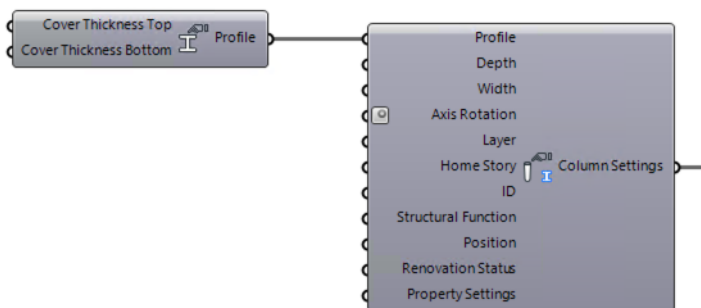 Cover Thickness Top
Cover Thickness Bottom
Profile
Profile
Depth
Width
Axis Rotation
Layer
Home Story
Column Settings
ID
Structural Function
Position
Renovation Status
Property Settings